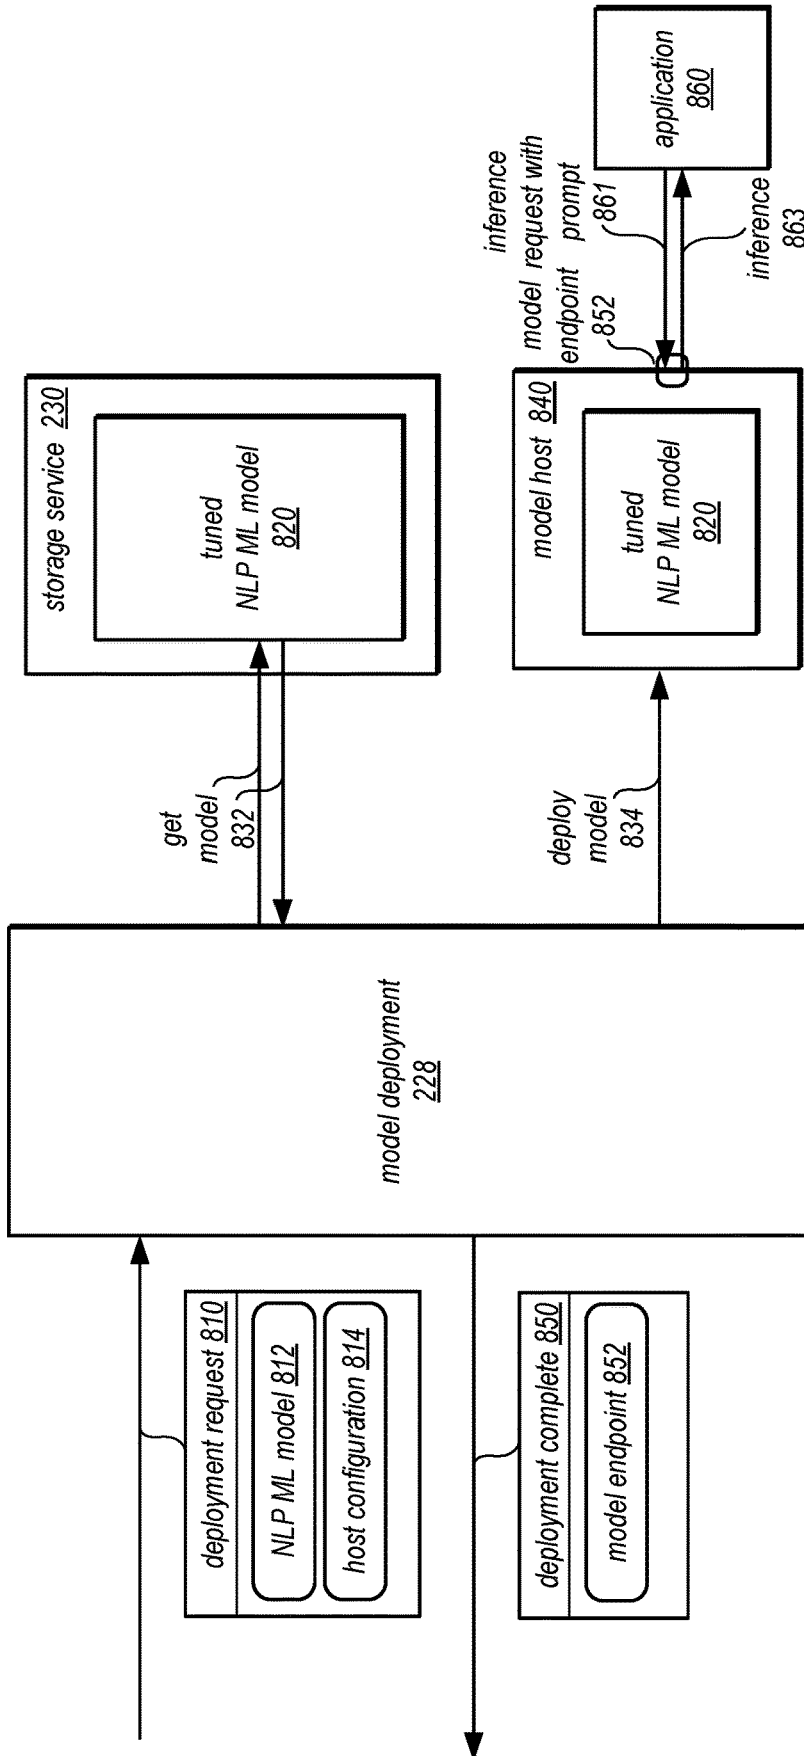 deployment request 810
NLP ML model 812
host configuration 814
deployment complete 850
model endpoint 852
model deployment
228
get
model
832
deploy
model
834
storage service 230
tuned
NLP ML model
820
model host 840
tuned
NLP ML model
820
model
endpoint
852
inference
request with
prompt
861
inference
863
application
860